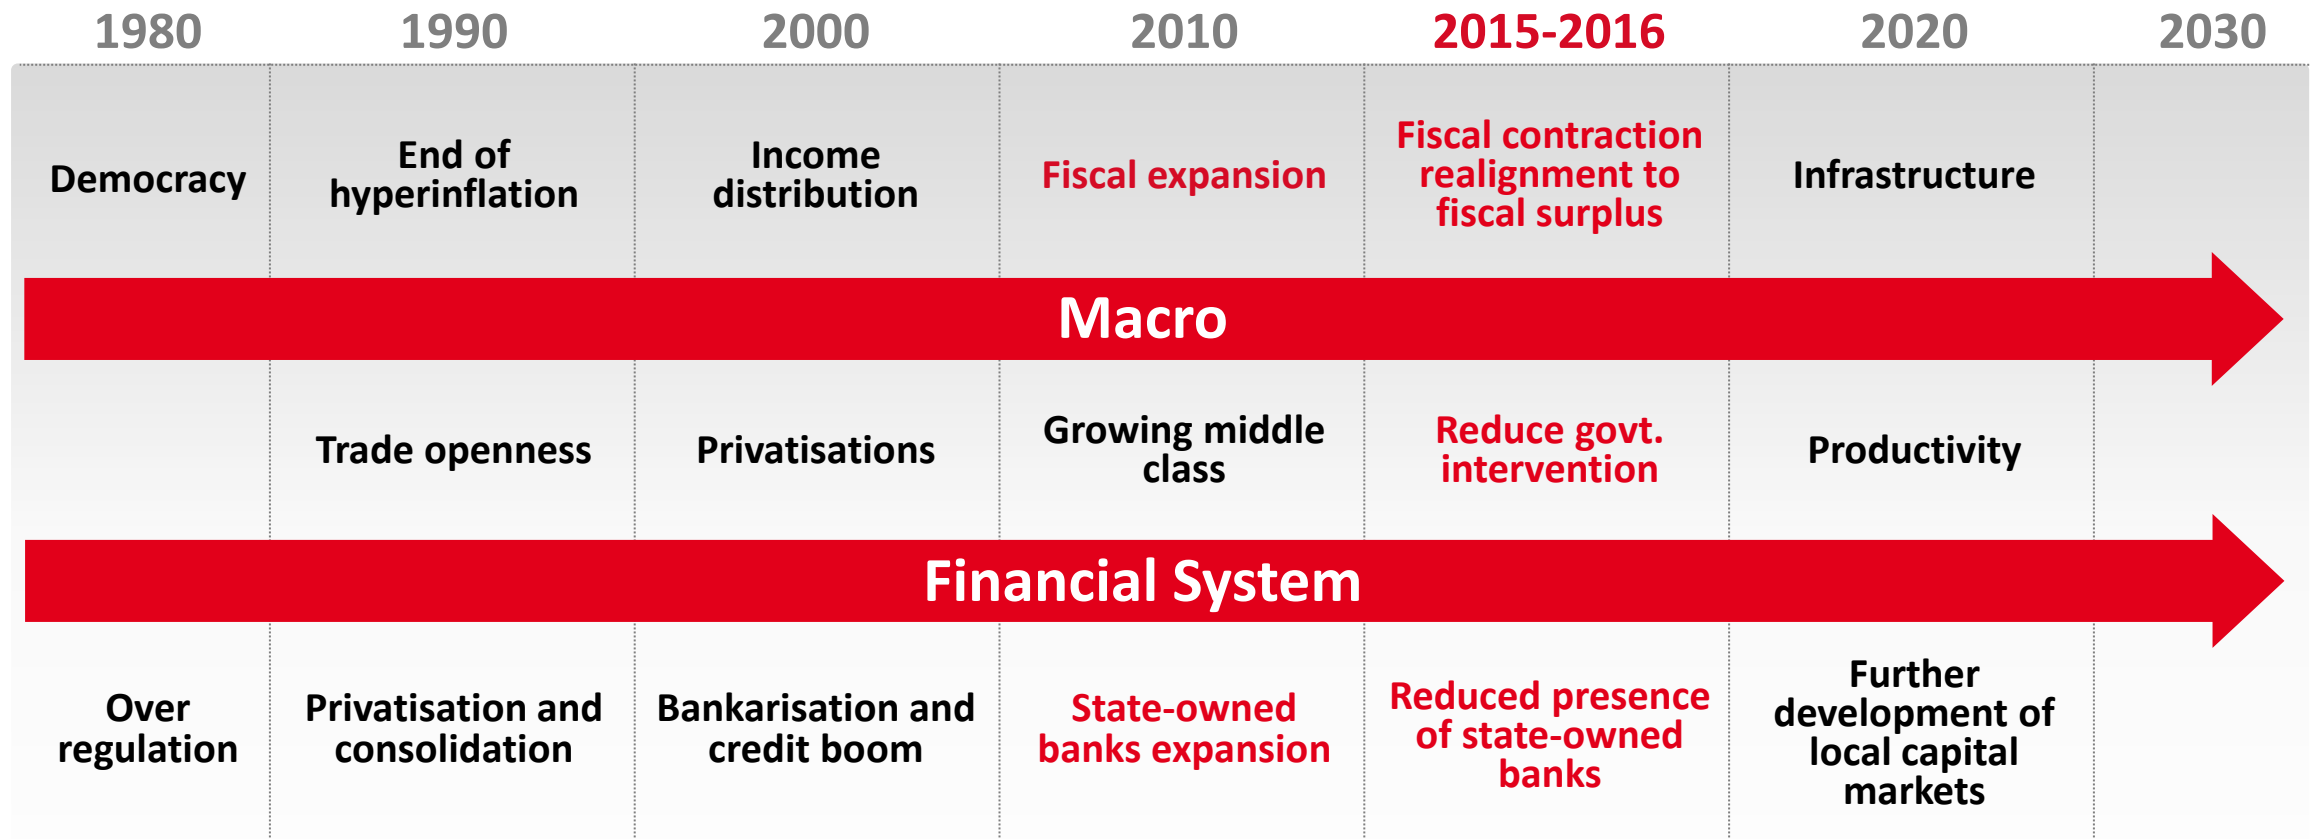 1980 1990 2000 2010 2015-2016 2020 2030
Democracy
End of
hyperinflation
Income
distribution
Fiscal expansion
Fiscal contraction
realignment to
fiscal surplus
Infrastructure
Macro
Trade openness
Privatisations
Growing middle
class
Reduce govt.
intervention
Productivity
Financial System
Over
regulation
Privatisation and
consolidation
Bankarisation and
credit boom
State-owned
banks expansion
Reduced presence
of state-owned
banks
Further
development of
local capital
markets